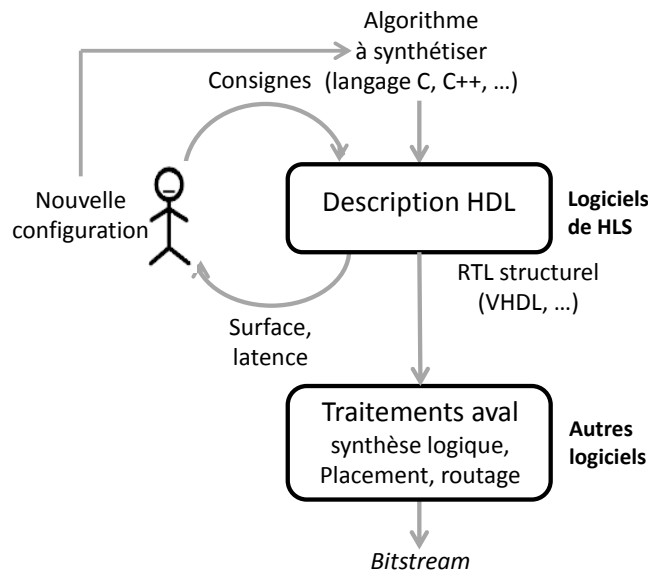 Algorithme
à synthétiser
(langage C, C++, …)
Consignes
Nouvelle
configuration
Description HDL
Logiciels
de HLS
RTL structurel
(VHDL, …)
Surface,
latence
Traitements aval
synthèse logique,
Placement, routage
Autres
logiciels
Bitstream